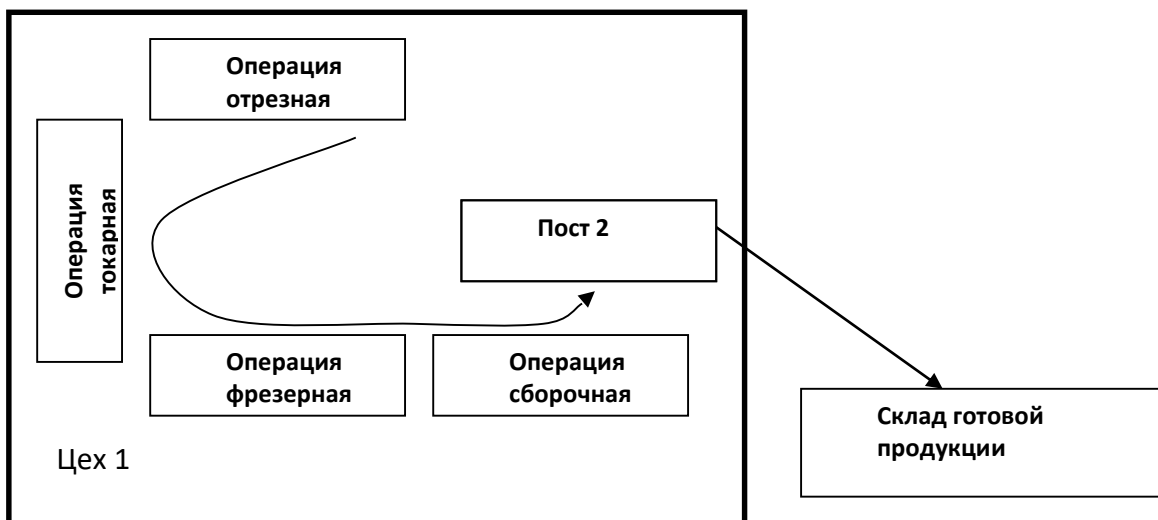 Операция
отрезная
Операция
токарная
Пост 2
Операция
фрезерная
Операция
сборочная
Склад готовой
продукции
Цех 1